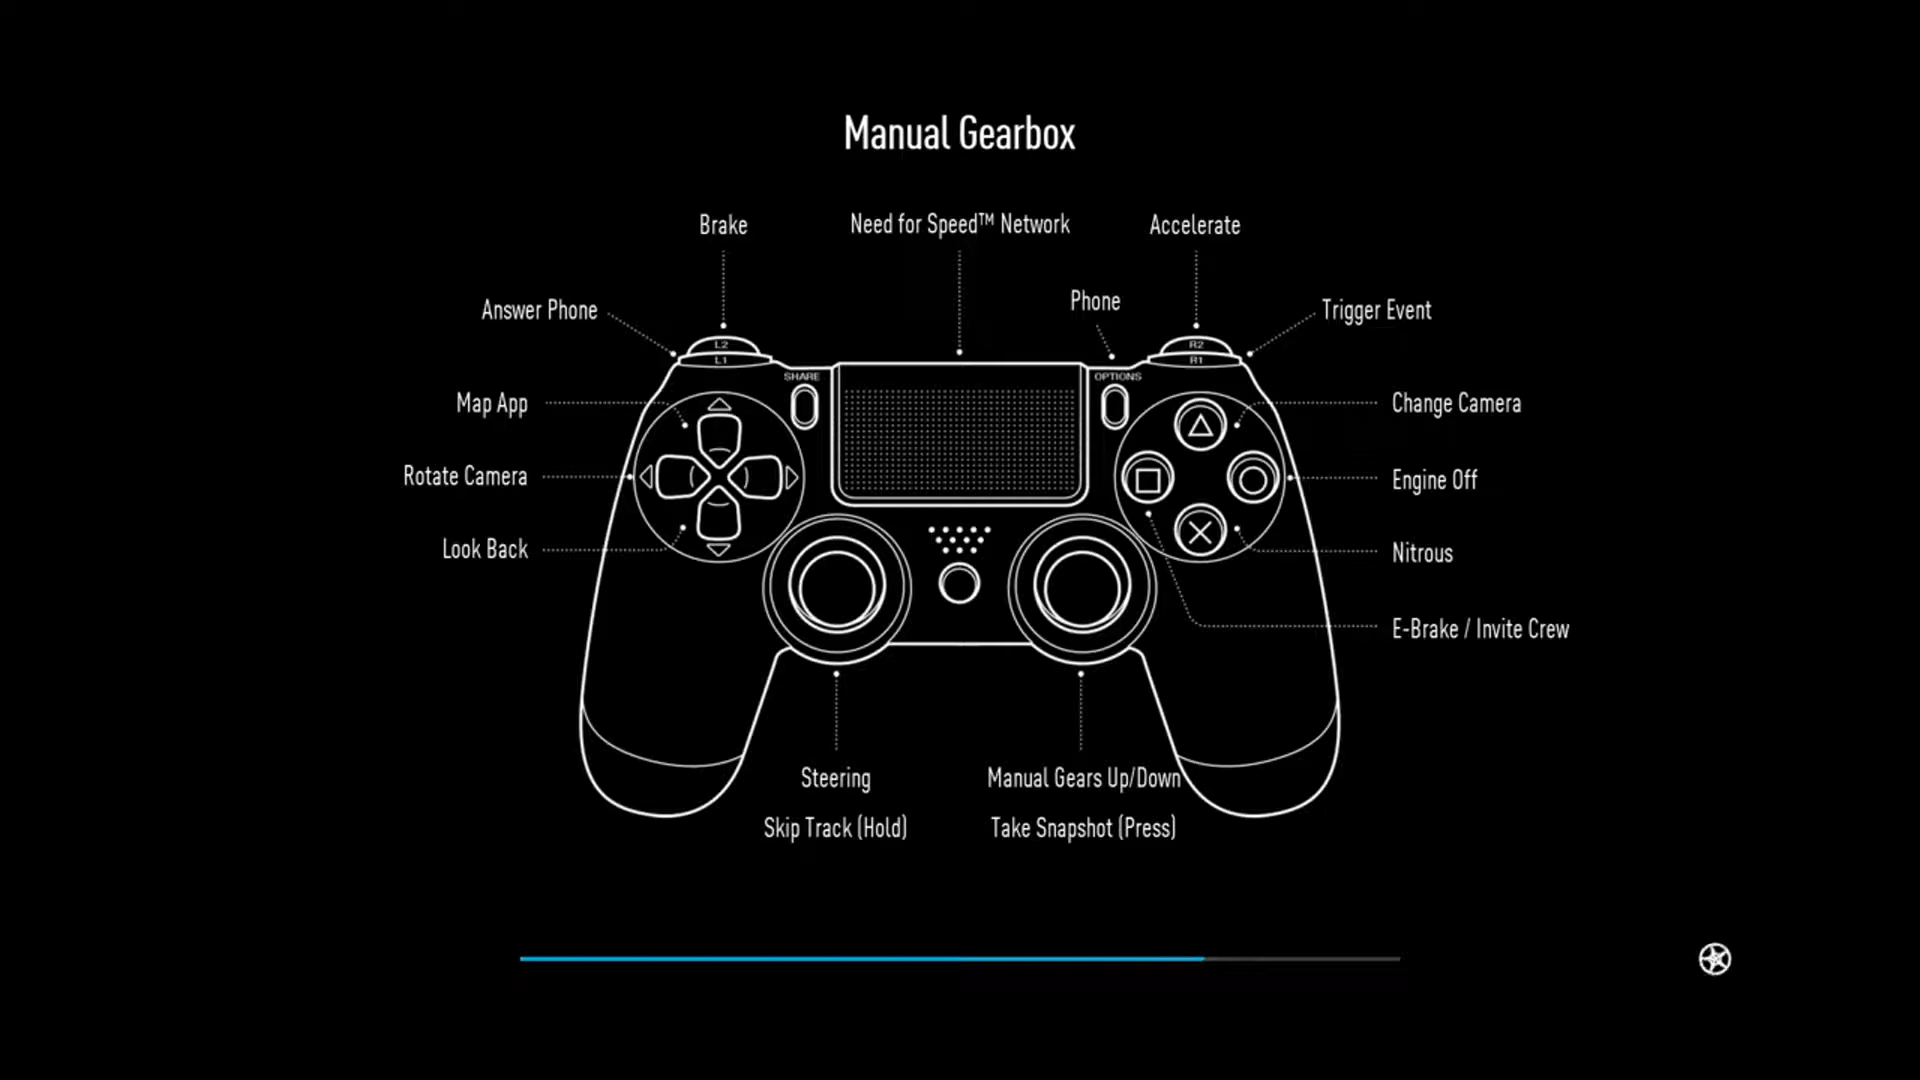 Manual Gearbox
Brake
Need for Speed™ Network
Accelerate
Answer Phone
Phone
Trigger Event
L2
R2
L1
R1
SHARE
OPTIONS
Map App
Change Camera
Rotate Camera
Engine Off
Look Back
Nitrous
E-Brake / Invite Crew
Steering
Manual Gears Up/Down
Skip Track (Hold)
Take Snapshot (Press)